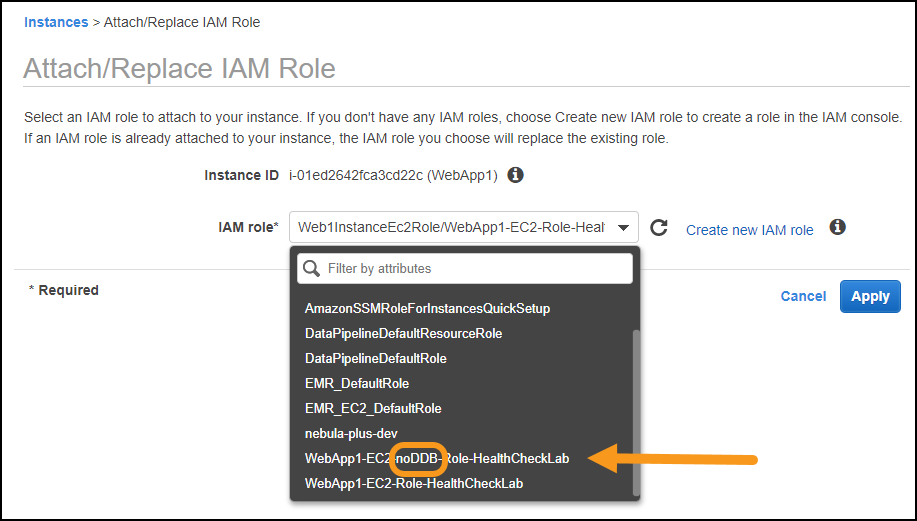 Instances > Attach/Replace IAM Role
Attach/Replace IAM Role
Select an IAM role to attach to your instance. If you don't have any IAM roles, choose Create new IAM role to create a role in the IAM console.
If an IAM role is already attached to your instance, the IAM role you choose will replace the existing role.
Instance ID i-01ed2642fca3cd22c (WebApp1)
IAM role* Web1InstanceEc2Role/WebApp1-EC2-Role-Healt Create new IAM role
Filter by attributes
* Required
Cancel Apply
AmazonSSMRoleForInstancesQuickSetup
DataPipelineDefaultResourceRole
DataPipelineDefaultRole
EMR_DefaultRole
EMR_EC2_DefaultRole
nebula-plus-dev
WebApp1-EC2-noDDB-Role-HealthCheckLab
WebApp1-EC2-Role-HealthCheckLab